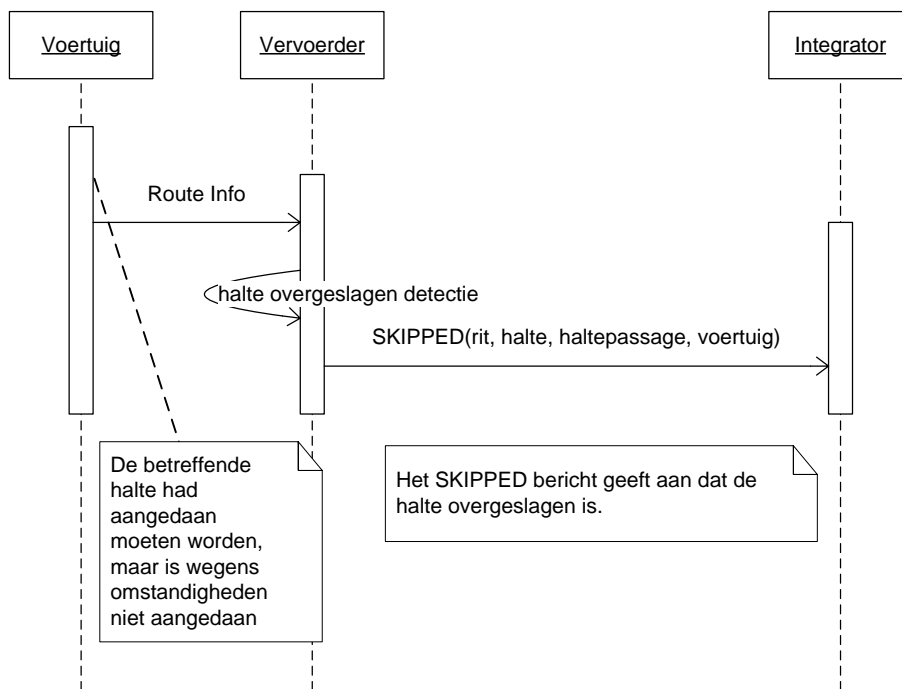 Voertuig
Vervoerder
Integrator
Route Info
halte overgeslagen detectie
SKIPPED(rit, halte, haltepassage, voertuig)
De betreffende
halte had
aangedaan
moeten worden,
maar is wegens
omstandigheden
niet aangedaan
Het SKIPPED bericht geeft aan dat de
halte overgeslagen is.